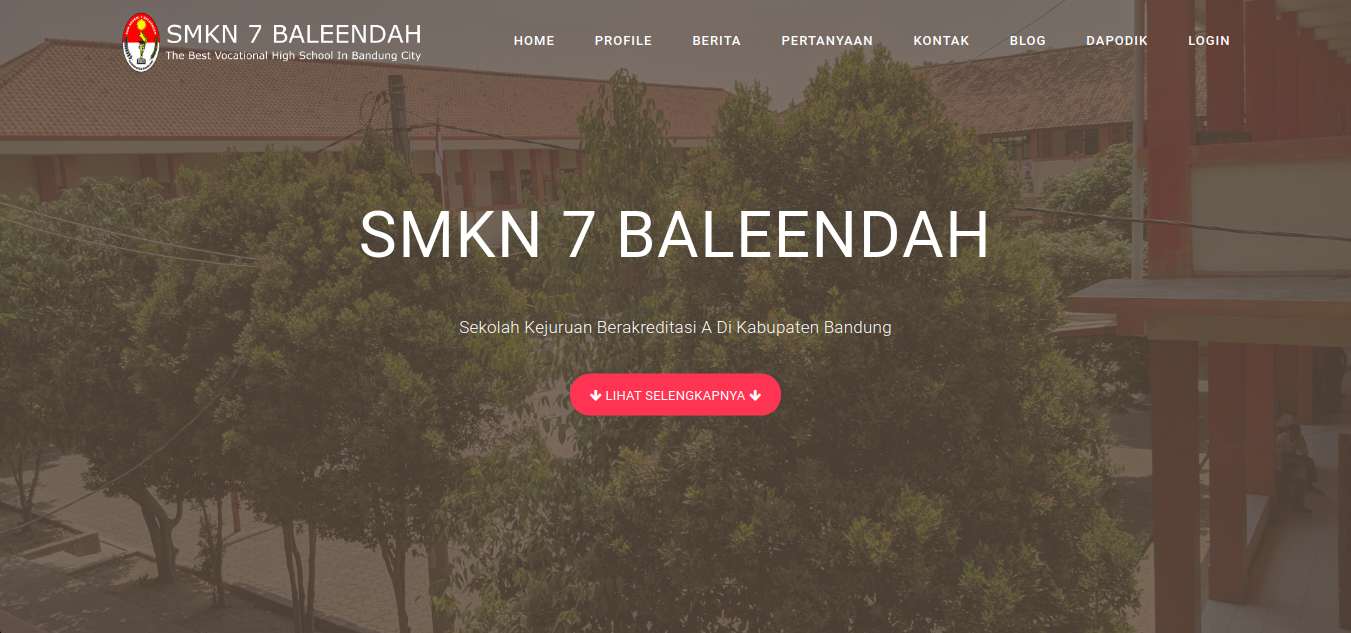 SMKN 7 BALEENDAH
The Best Vocational High School In Bandung City
HOME PROFILE BERITA PERTANYAAN KONTAK BLOG DAPODIK LOGIN
SMKN 7 BALEENDAH
Sekolah Kejuruan Berakreditasi A Di Kabupaten Bandung
LIHAT SELENGKAPNYA